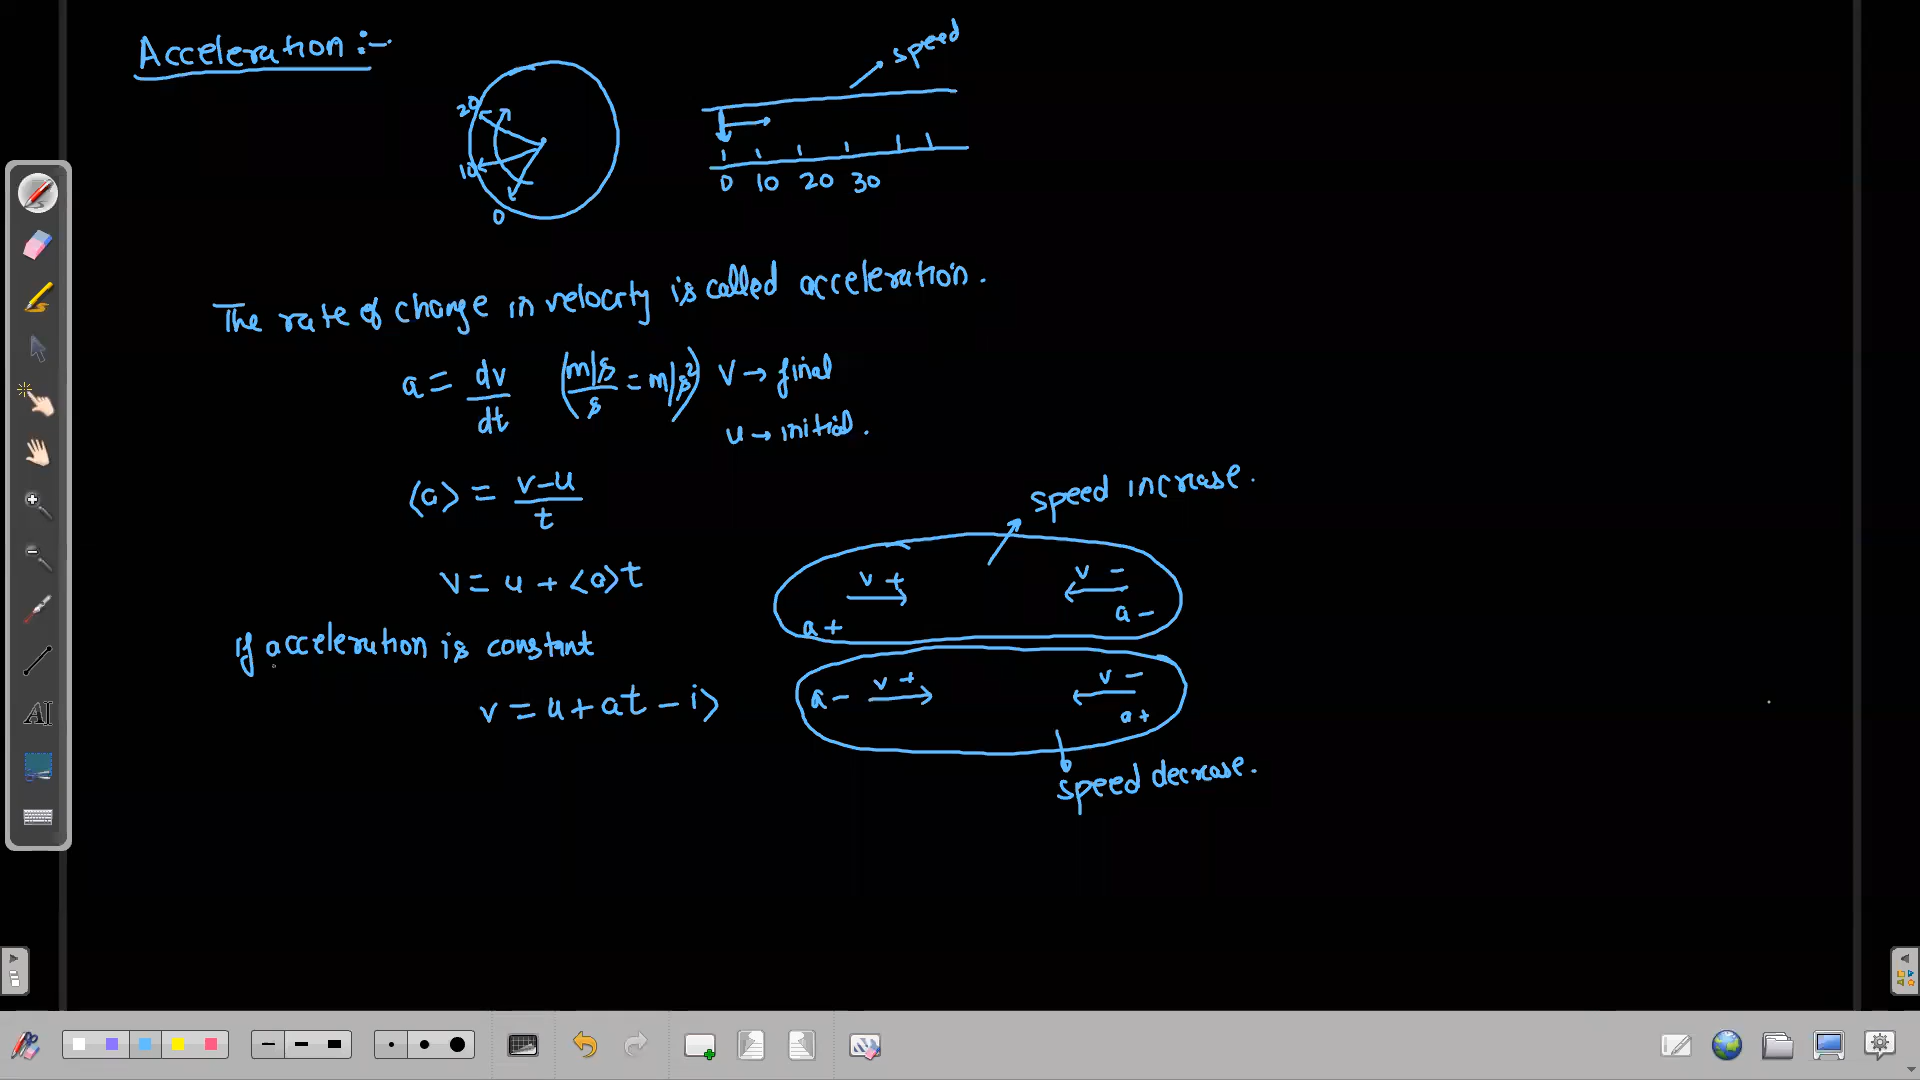 Acceleration :-
speed
20
10
0
0 10 20 30
The rate of change in velocity is called acceleration.
a = dv/dt (m/s/s = m/s²) v → final
u → initial.
<a> = v-u/t
speed increase.
v = u + <a>t
v + v -
a + a -
if acceleration is constant
a - v + v -
a +
v = u + at - i>
speed decrease.